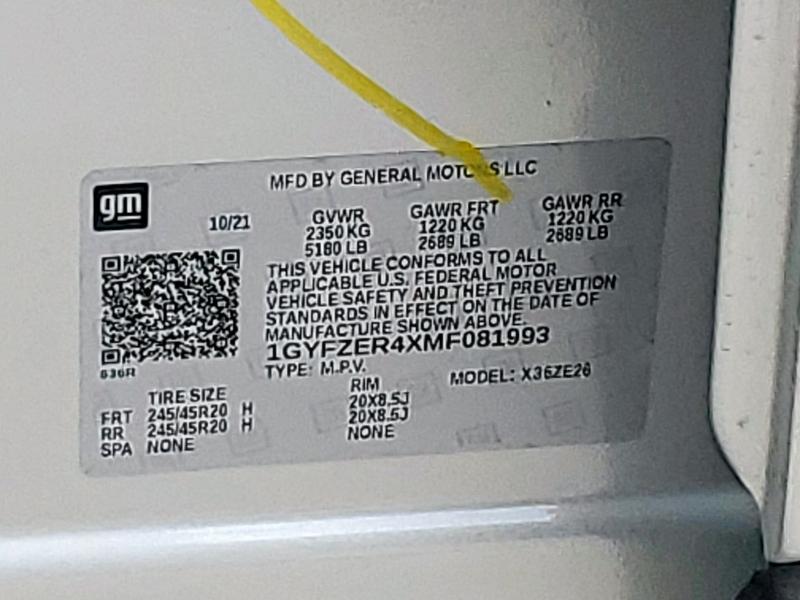 MFD BY GENERAL MOTORS LLC
gm
10/21
GVWR GAWR FRT GAWR RR
2350 KG 1220 KG 1220 KG
5180 LB 2689 LB 2689 LB
THIS VEHICLE CONFORMS TO ALL
APPLICABLE U.S. FEDERAL MOTOR
VEHICLE SAFETY AND THEFT PREVENTION
STANDARDS IN EFFECT ON THE DATE OF
MANUFACTURE SHOWN ABOVE.
1GYFZER4XMF081993
TYPE: M.P.V. MODEL: X36ZE26
836R
TIRE SIZE RIM
FRT 245/45R20 H 20X8.5J
RR 245/45R20 H 20X8.5J
SPA NONE NONE